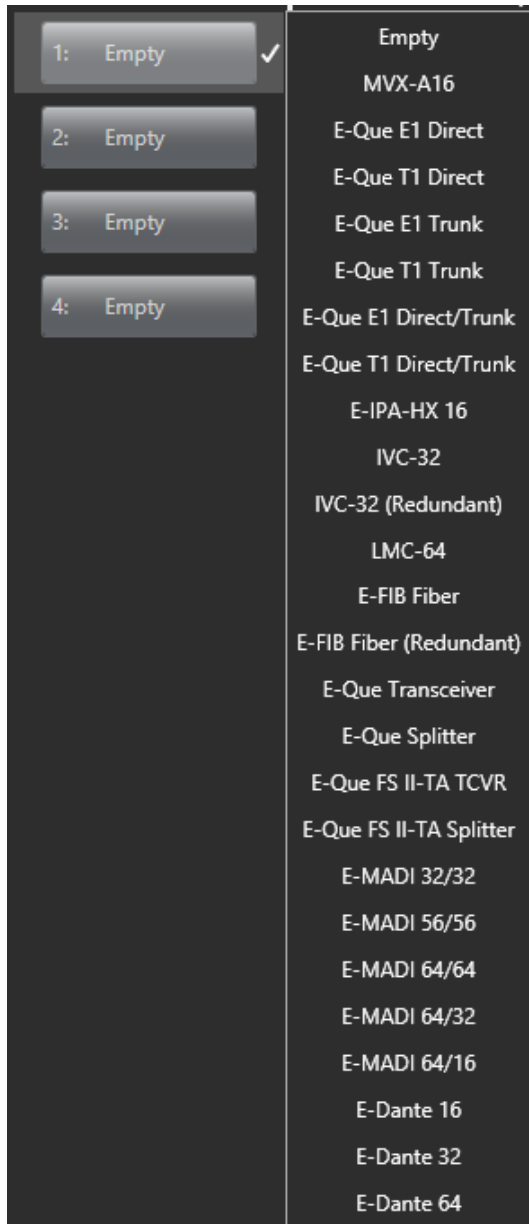 1: Empty
2: Empty
3: Empty
4: Empty
Empty
MVX-A16
E-Que E1 Direct
E-Que T1 Direct
E-Que E1 Trunk
E-Que T1 Trunk
E-Que E1 Direct/Trunk
E-Que T1 Direct/Trunk
E-IPA-HX 16
IVC-32
IVC-32 (Redundant)
LMC-64
E-FIB Fiber
E-FIB Fiber (Redundant)
E-Que Transceiver
E-Que Splitter
E-Que FS II-TA TCVR
E-Que FS II-TA Splitter
E-MADI 32/32
E-MADI 56/56
E-MADI 64/64
E-MADI 64/32
E-MADI 64/16
E-Dante 16
E-Dante 32
E-Dante 64